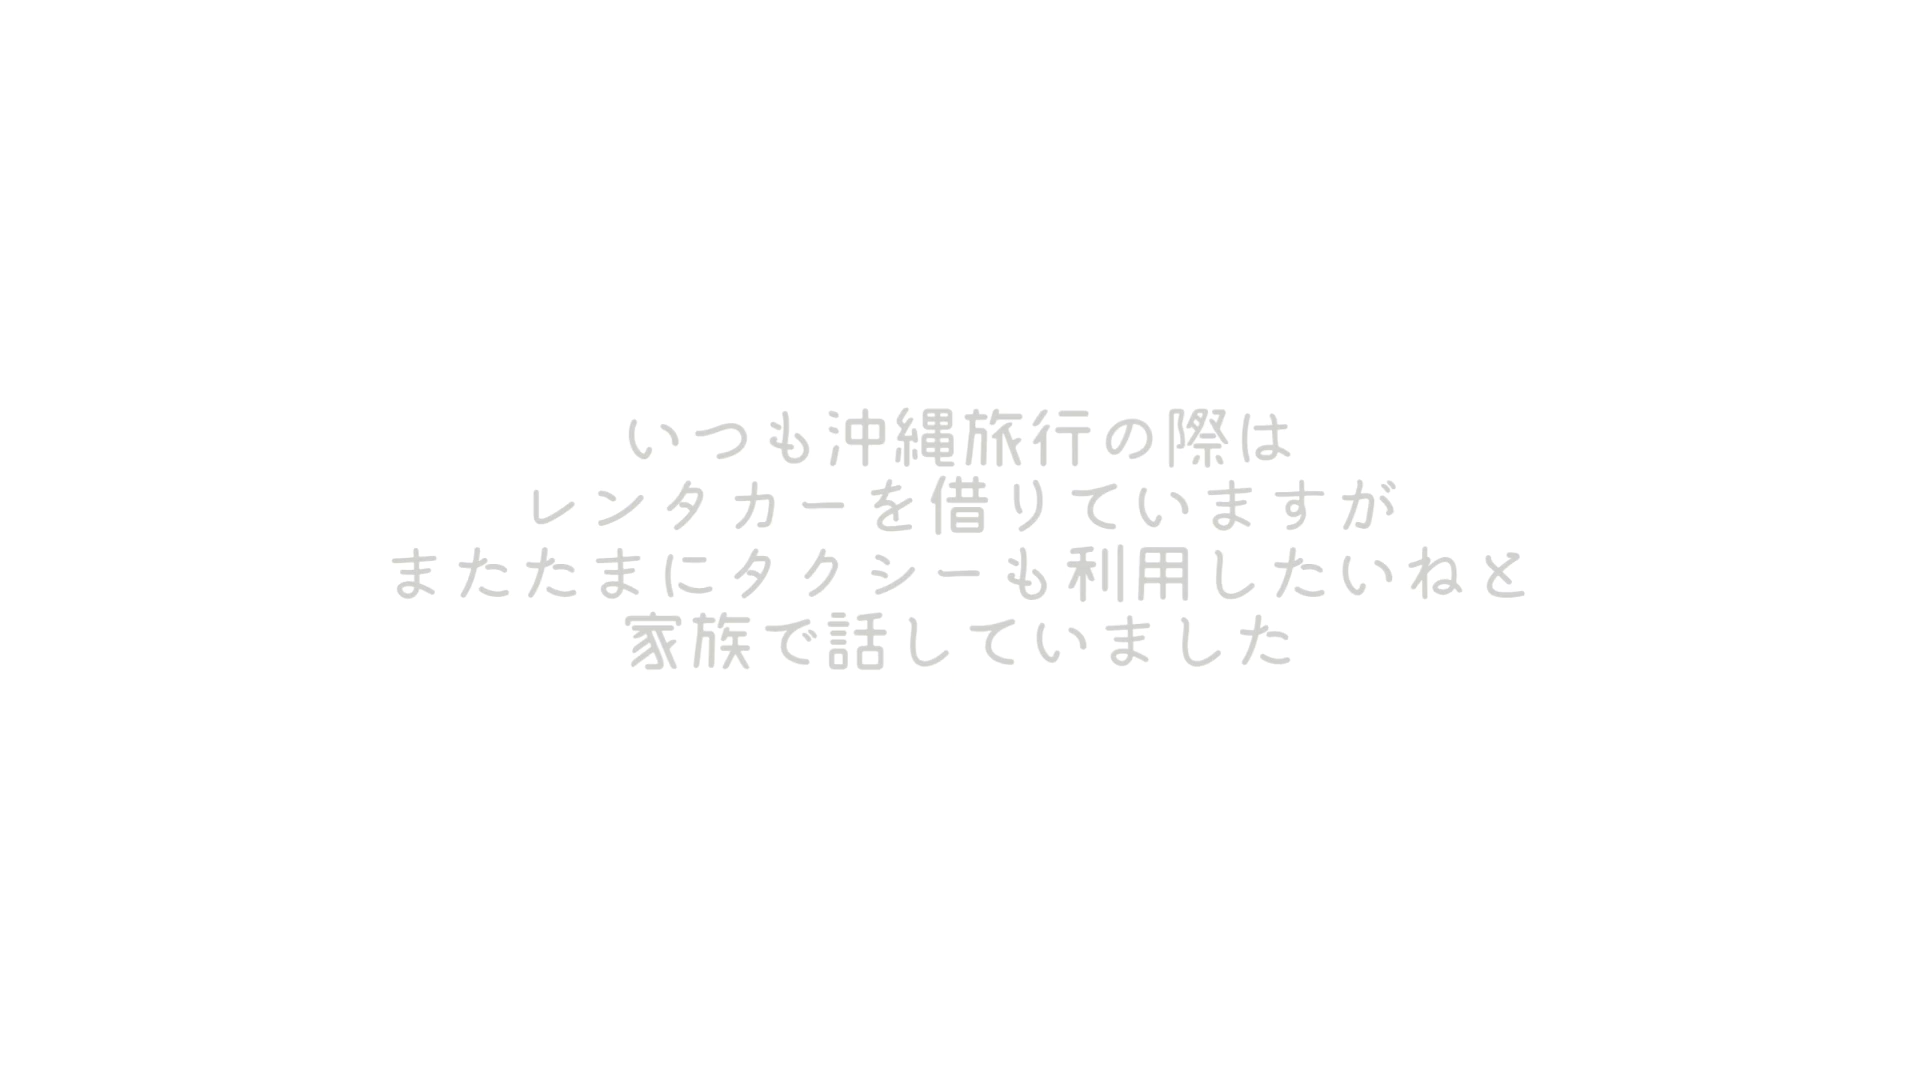 いつも沖縄旅行の際は
レンタカーを借りていますが
またたまにタクシーも利用したいねと
家族で話していました